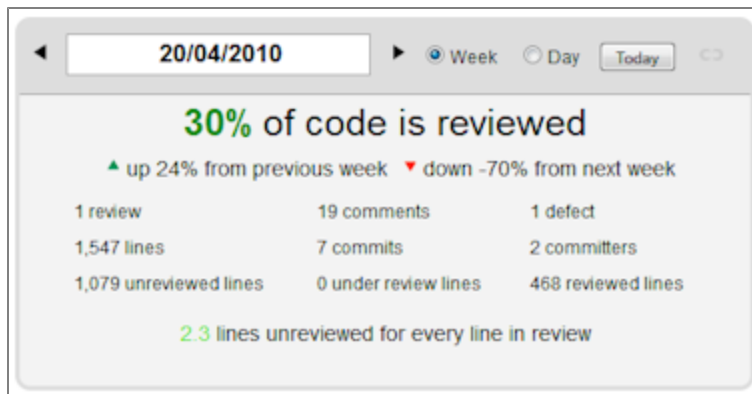 20/04/2010 Week Day Today
30% of code is reviewed
up 24% from previous week down -70% from next week
1 review 19 comments 1 defect
1,547 lines 7 commits 2 committers
1,079 unreviewed lines 0 under review lines 468 reviewed lines
2.3 lines unreviewed for every line in review